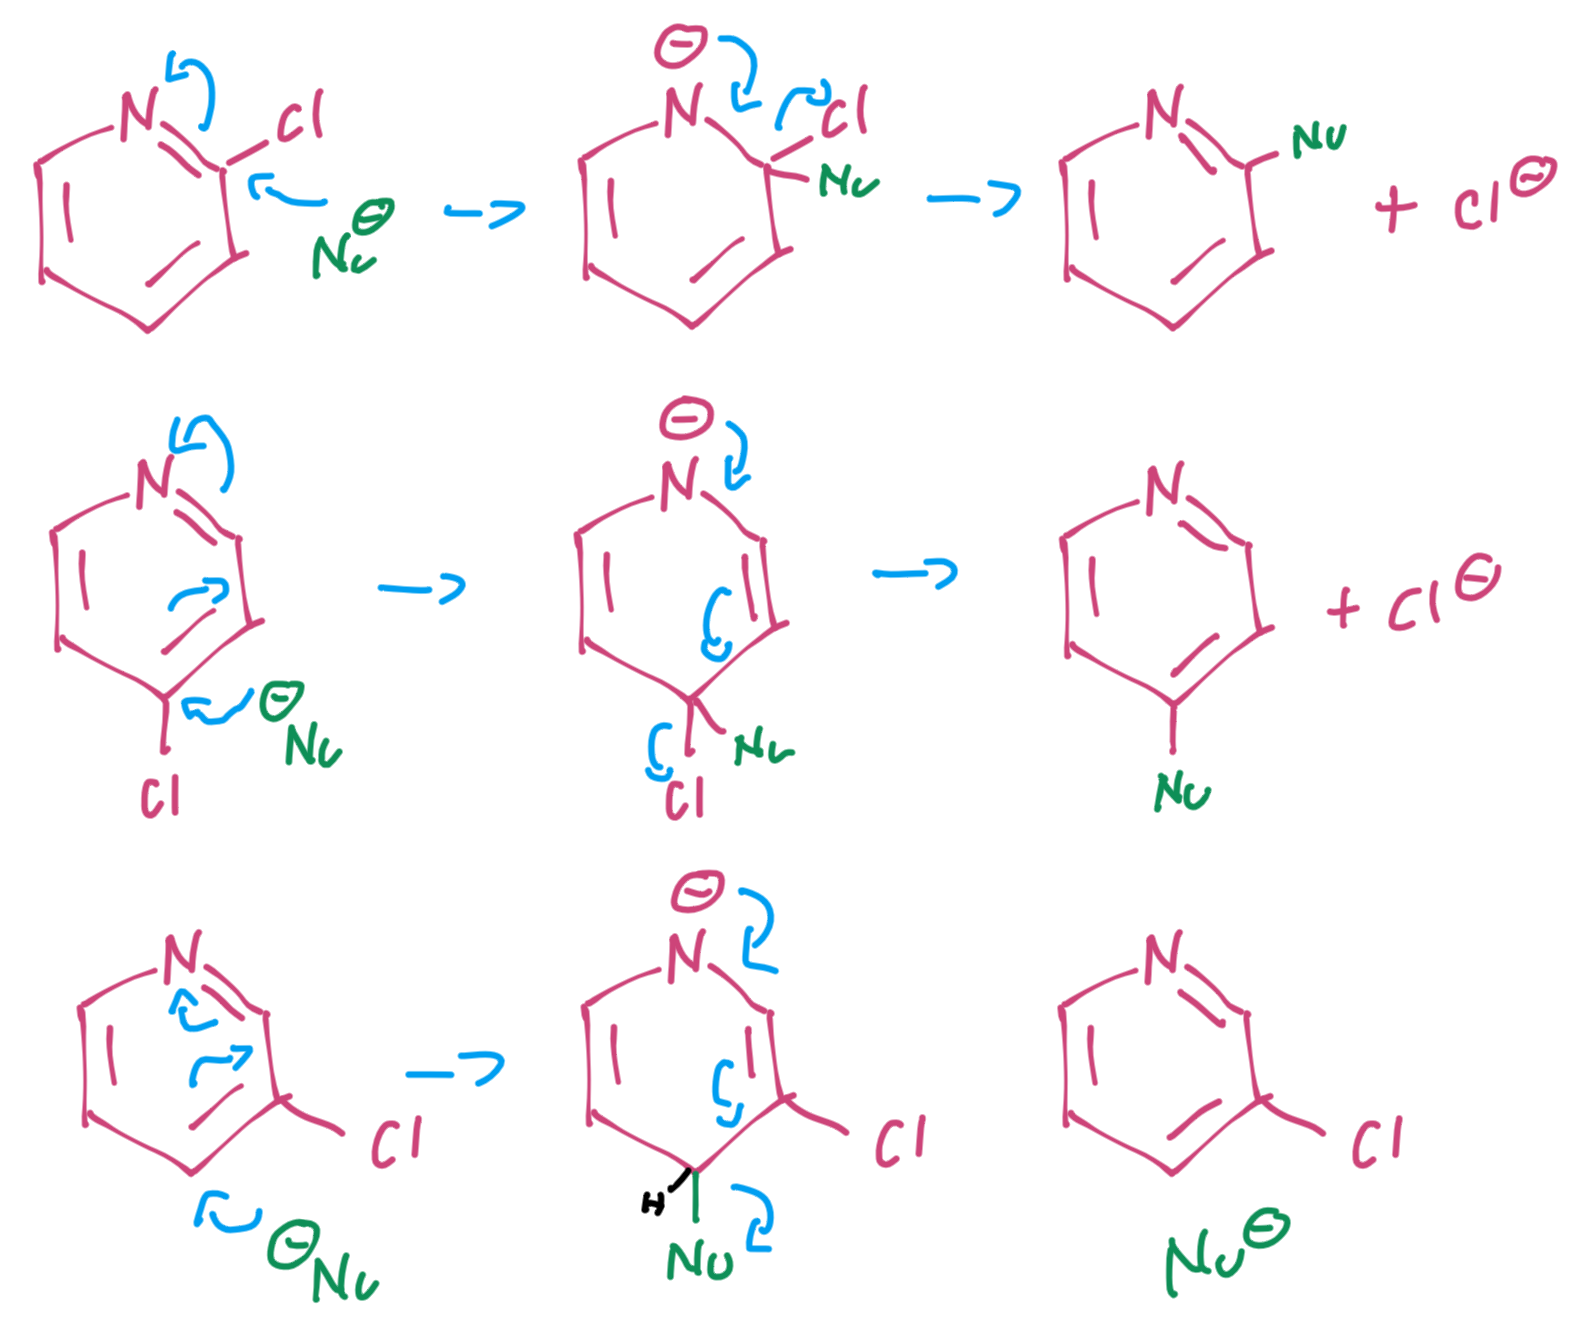 N Cl Nu⊖ → ⊖ N Cl Nu → N Nu + Cl⊖
N Cl ⊖ Nu → ⊖ N Nu Cl → N Nu + Cl⊖
N Cl ⊖ Nu → ⊖ N Cl H Nu N Cl Nu⊖